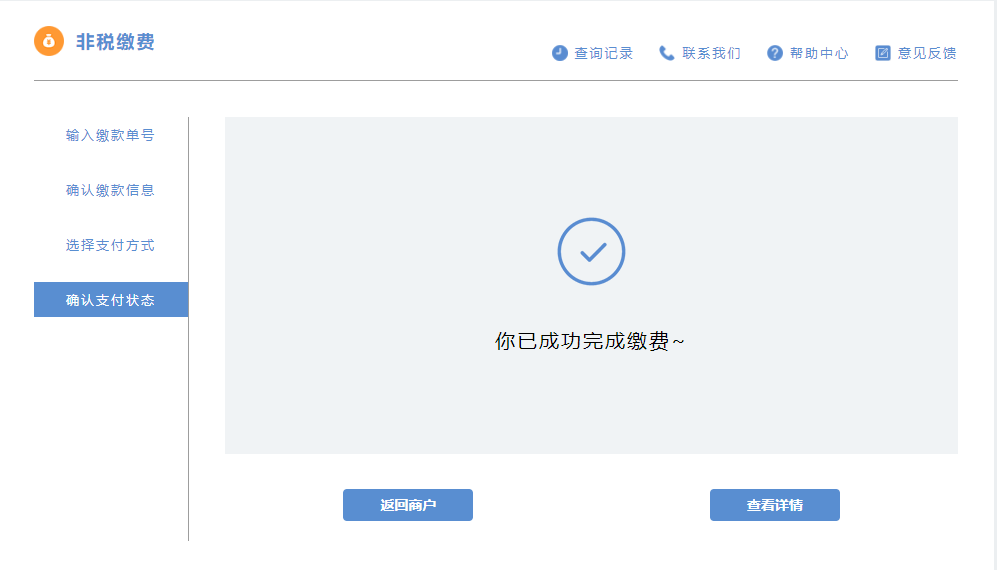 非税缴费
查询记录 联系我们 帮助中心 意见反馈
输入缴款单号
确认缴款信息
选择支付方式
确认支付状态
你已成功完成缴费~
返回商户 查看详情